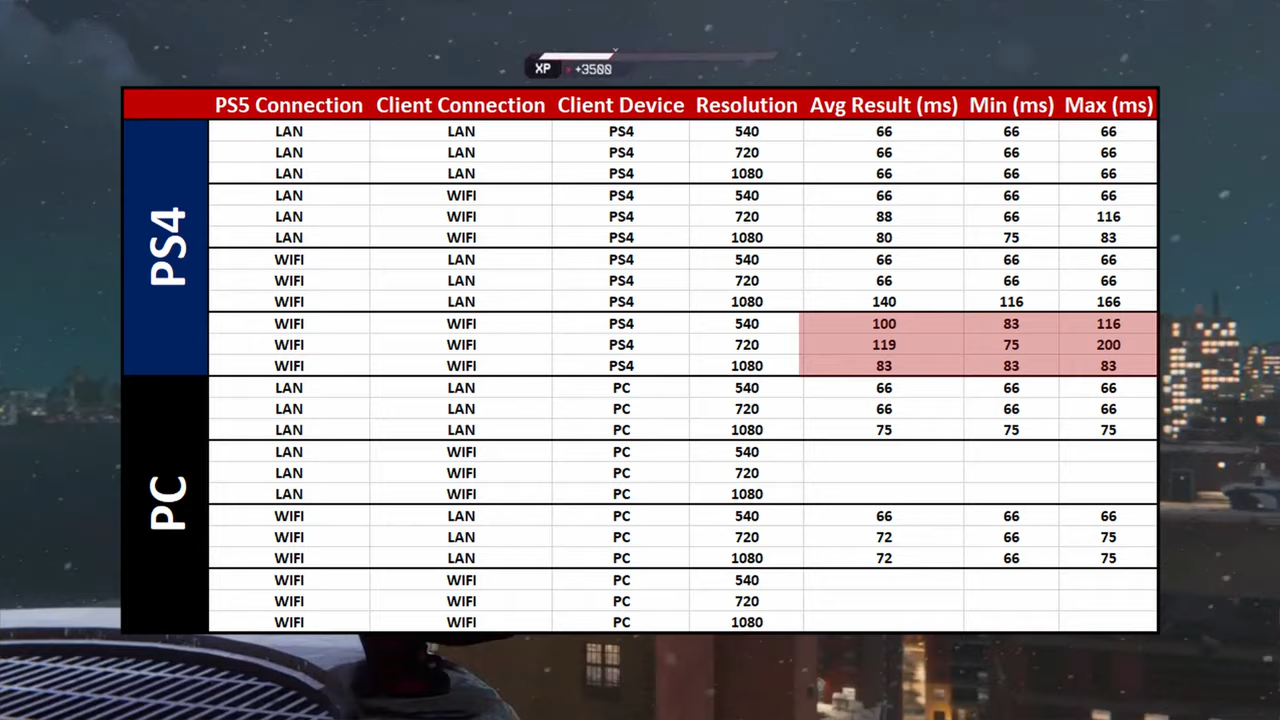 XP +3500
PS5 Connection Client Connection Client Device Resolution Avg Result (ms) Min (ms) Max (ms)
PS4
LAN LAN PS4 540 66 66 66
LAN LAN PS4 720 66 66 66
LAN LAN PS4 1080 66 66 66
LAN WIFI PS4 540 66 66 66
LAN WIFI PS4 720 88 66 116
LAN WIFI PS4 1080 80 75 83
WIFI LAN PS4 540 66 66 66
WIFI LAN PS4 720 66 66 66
WIFI LAN PS4 1080 140 116 166
WIFI WIFI PS4 540 100 83 116
WIFI WIFI PS4 720 119 75 200
WIFI WIFI PS4 1080 83 83 83
PC
LAN LAN PC 540 66 66 66
LAN LAN PC 720 66 66 66
LAN LAN PC 1080 75 75 75
LAN WIFI PC 540
LAN WIFI PC 720
LAN WIFI PC 1080
WIFI LAN PC 540 66 66 66
WIFI LAN PC 720 72 66 75
WIFI LAN PC 1080 72 66 75
WIFI WIFI PC 540
WIFI WIFI PC 720
WIFI WIFI PC 1080